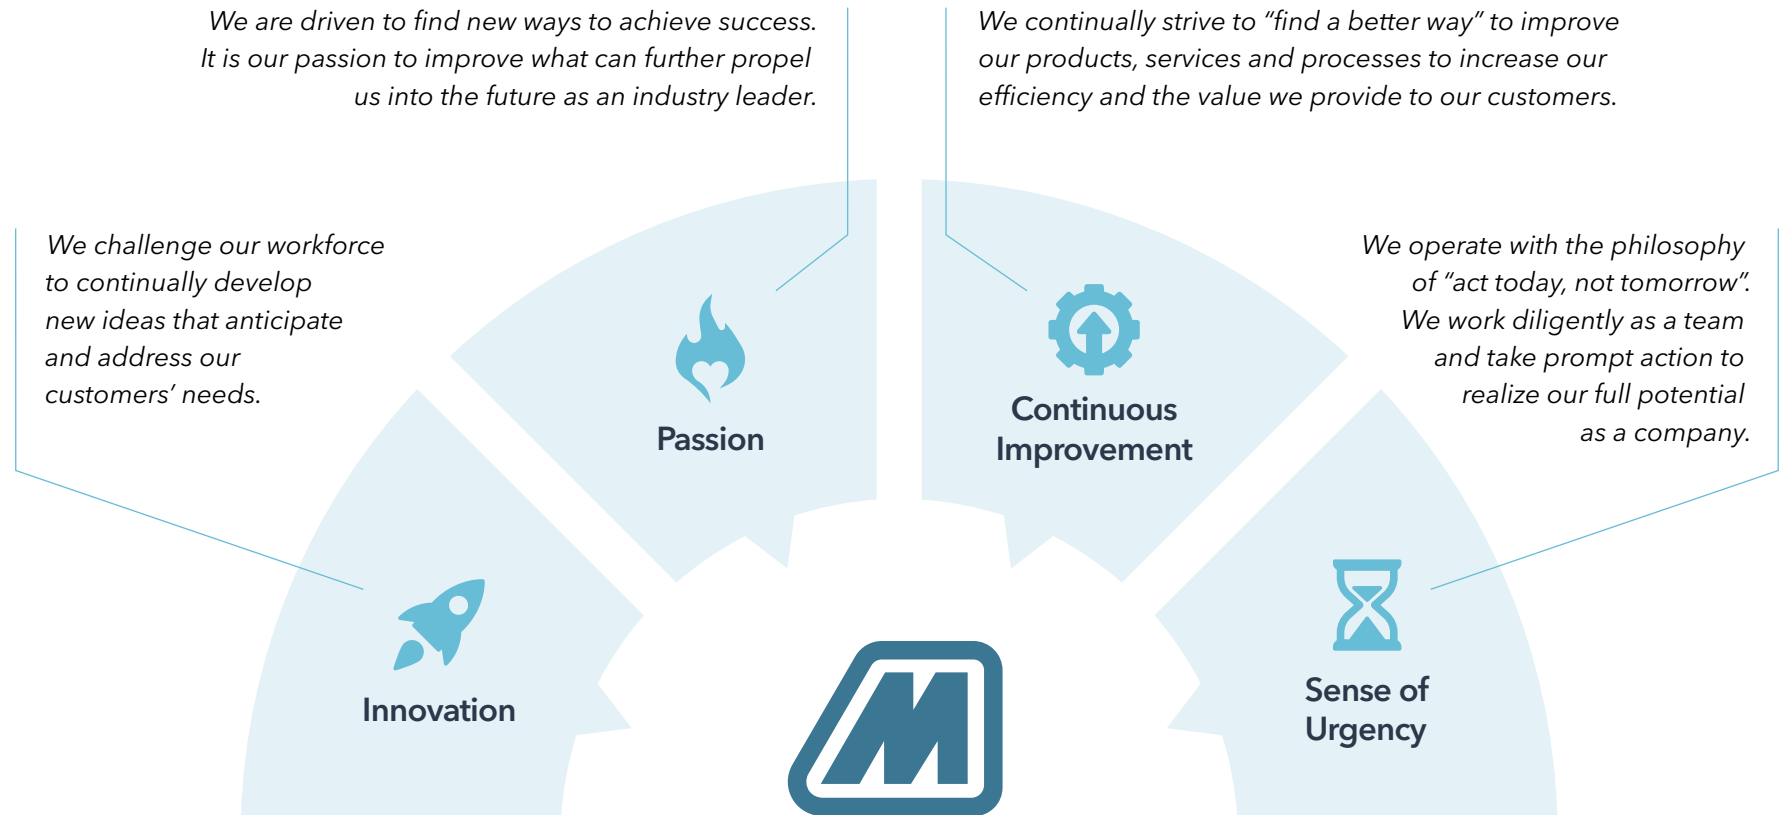 We are driven to find new ways to achieve success.
It is our passion to improve what can further propel
us into the future as an industry leader.
We continually strive to “find a better way” to improve
our products, services and processes to increase our
efficiency and the value we provide to our customers.
We challenge our workforce
to continually develop
new ideas that anticipate
and address our
customers’ needs.
We operate with the philosophy
of “act today, not tomorrow”.
We work diligently as a team
and take prompt action to
realize our full potential
as a company.
Passion
Continuous
Improvement
Innovation
Sense of
Urgency
M